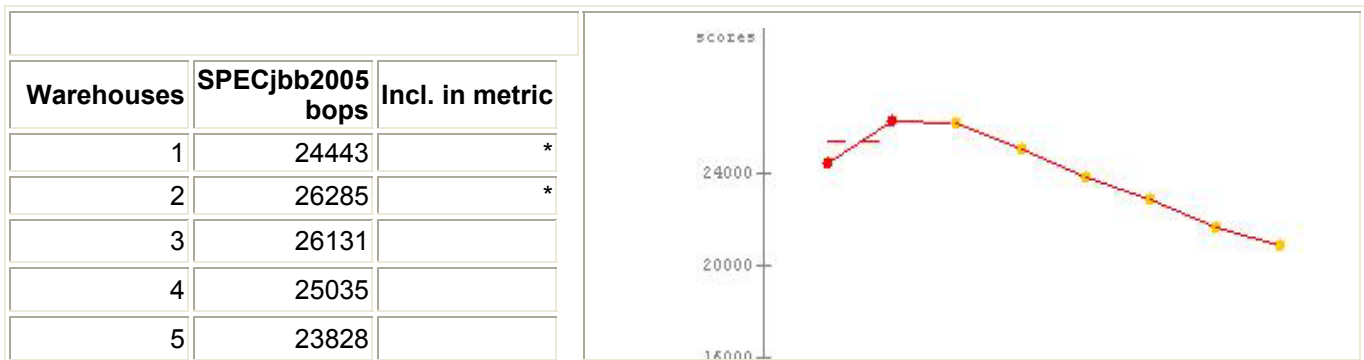 Warehouses SPECjbb2005 bops Incl. in metric
1 24443 *
2 26285 *
3 26131
4 25035
5 23828
scores
24000
20000
16000